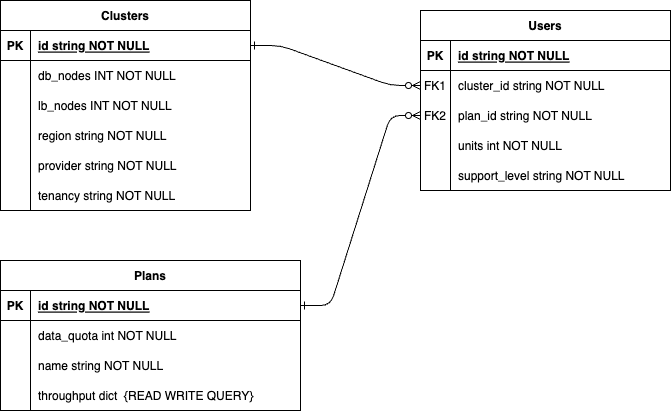 Clusters
PK id string NOT NULL
db_nodes INT NOT NULL
lb_nodes INT NOT NULL
region string NOT NULL
provider string NOT NULL
tenancy string NOT NULL
Users
PK id string NOT NULL
FK1 cluster_id string NOT NULL
FK2 plan_id string NOT NULL
units int NOT NULL
support_level string NOT NULL
Plans
PK id string NOT NULL
data_quota int NOT NULL
name string NOT NULL
throughput dict {READ WRITE QUERY}